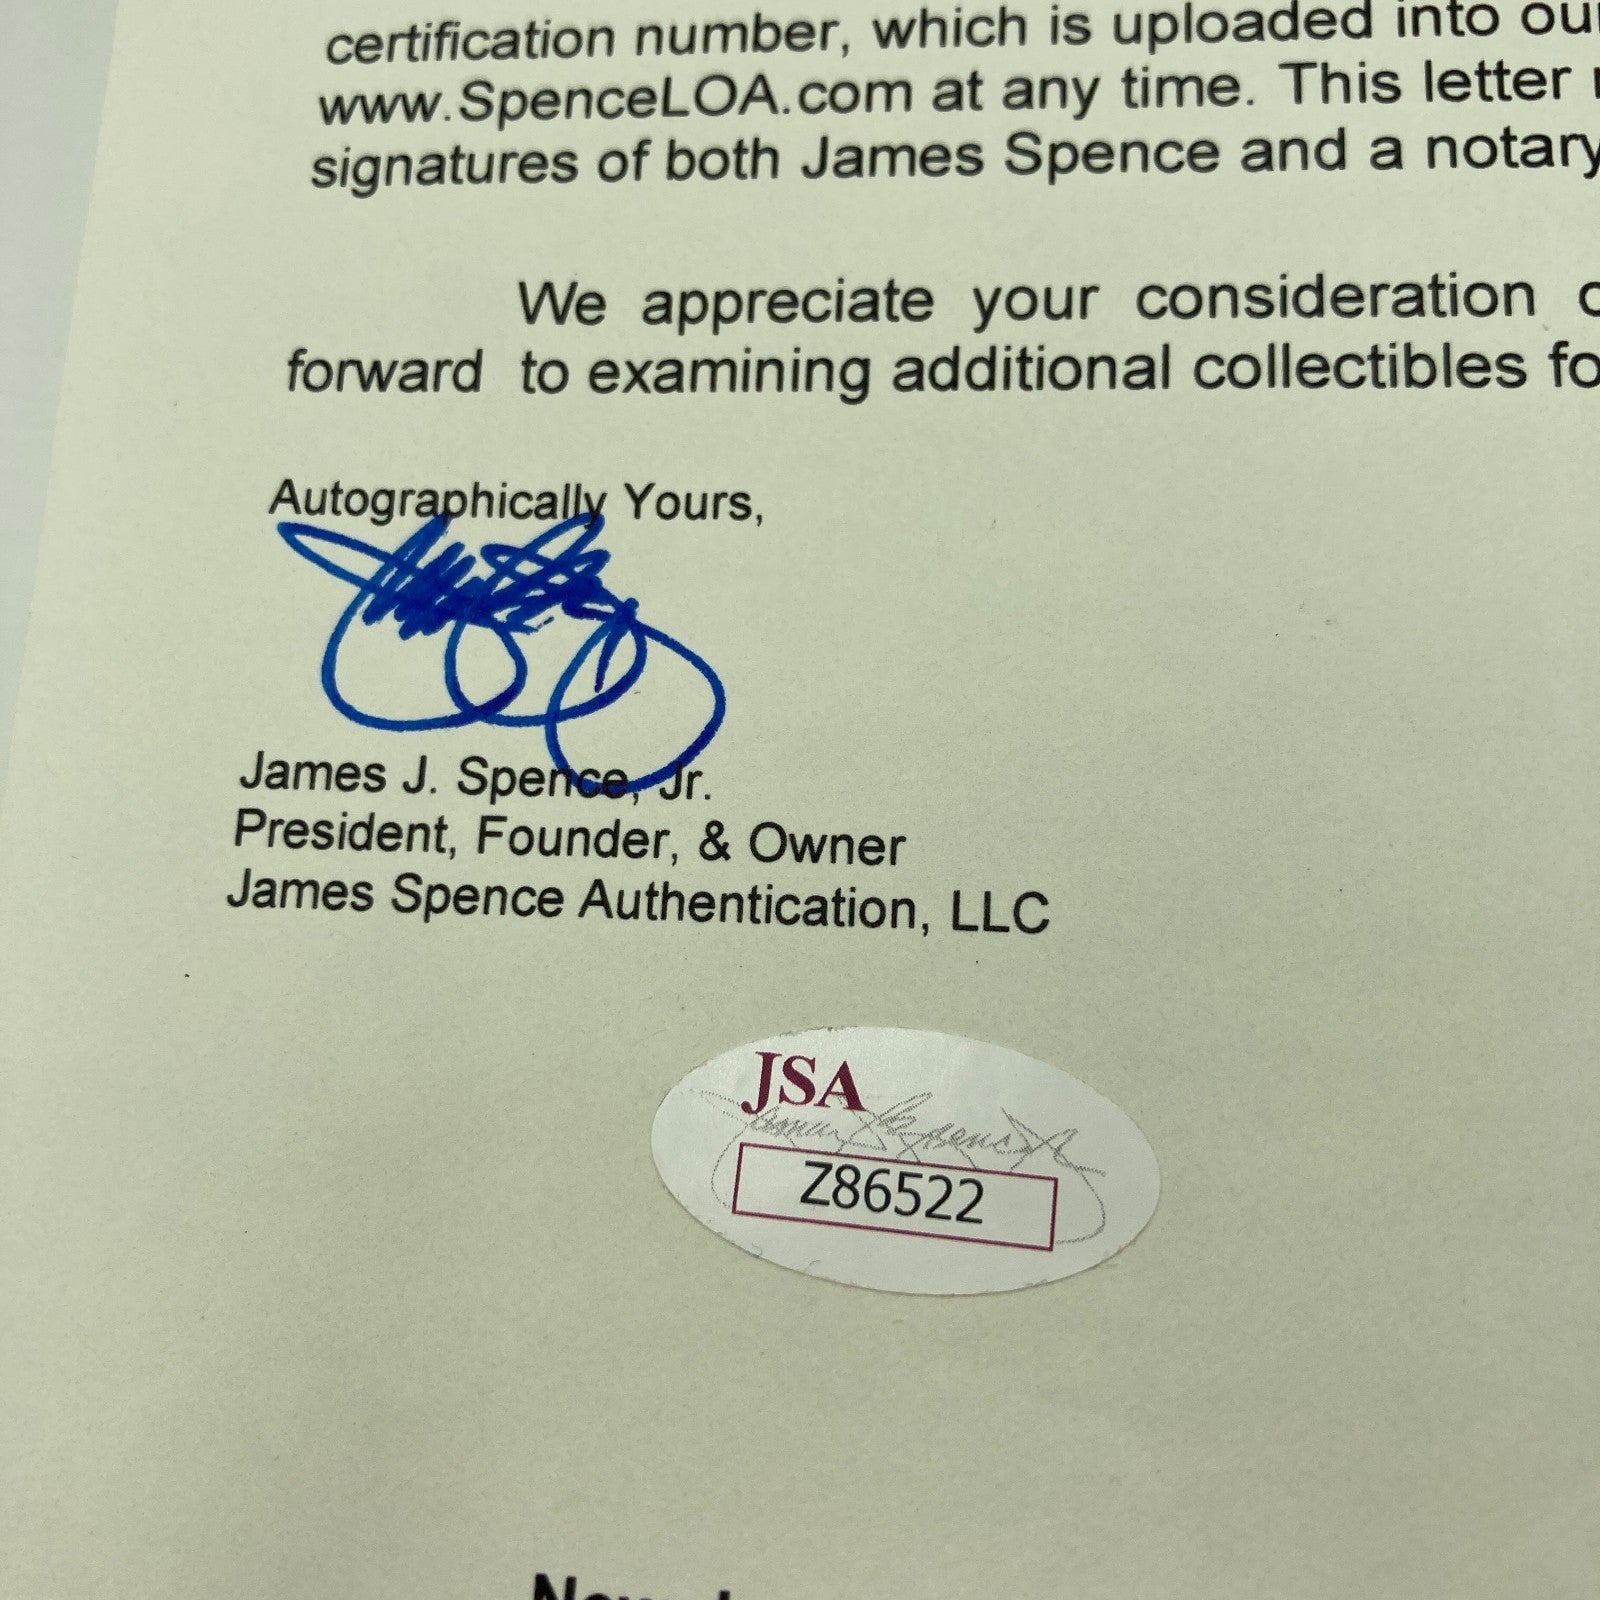 certification number, which is uploaded into our
www.SpenceLOA.com at any time. This letter
signatures of both James Spence and a notary
We appreciate your consideration
forward to examining additional collectibles
Autographically Yours,
James J. Spence, Jr.
President, Founder, & Owner
James Spence Authentication, LLC
JSA
Z86522